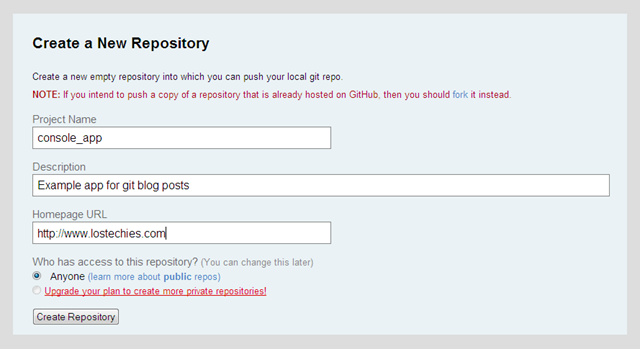 Create a New Repository
Create a new empty repository into which you can push your local git repo.
NOTE: If you intend to push a copy of a repository that is already hosted on GitHub, then you should fork it instead.
Project Name
console_app
Description
Example app for git blog posts
Homepage URL
http://www.lostechies.com
Who has access to this repository? (You can change this later)
Anyone (learn more about public repos)
Upgrade your plan to create more private repositories!
Create Repository